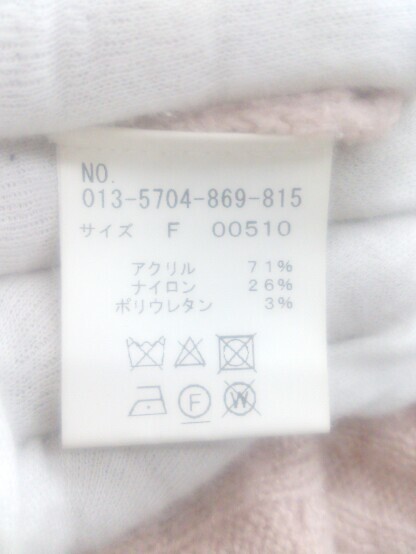 NO.
013-5704-869-815
サイズ F 00510
アクリル 71%
ナイロン 26%
ポリウレタン 3%
F W